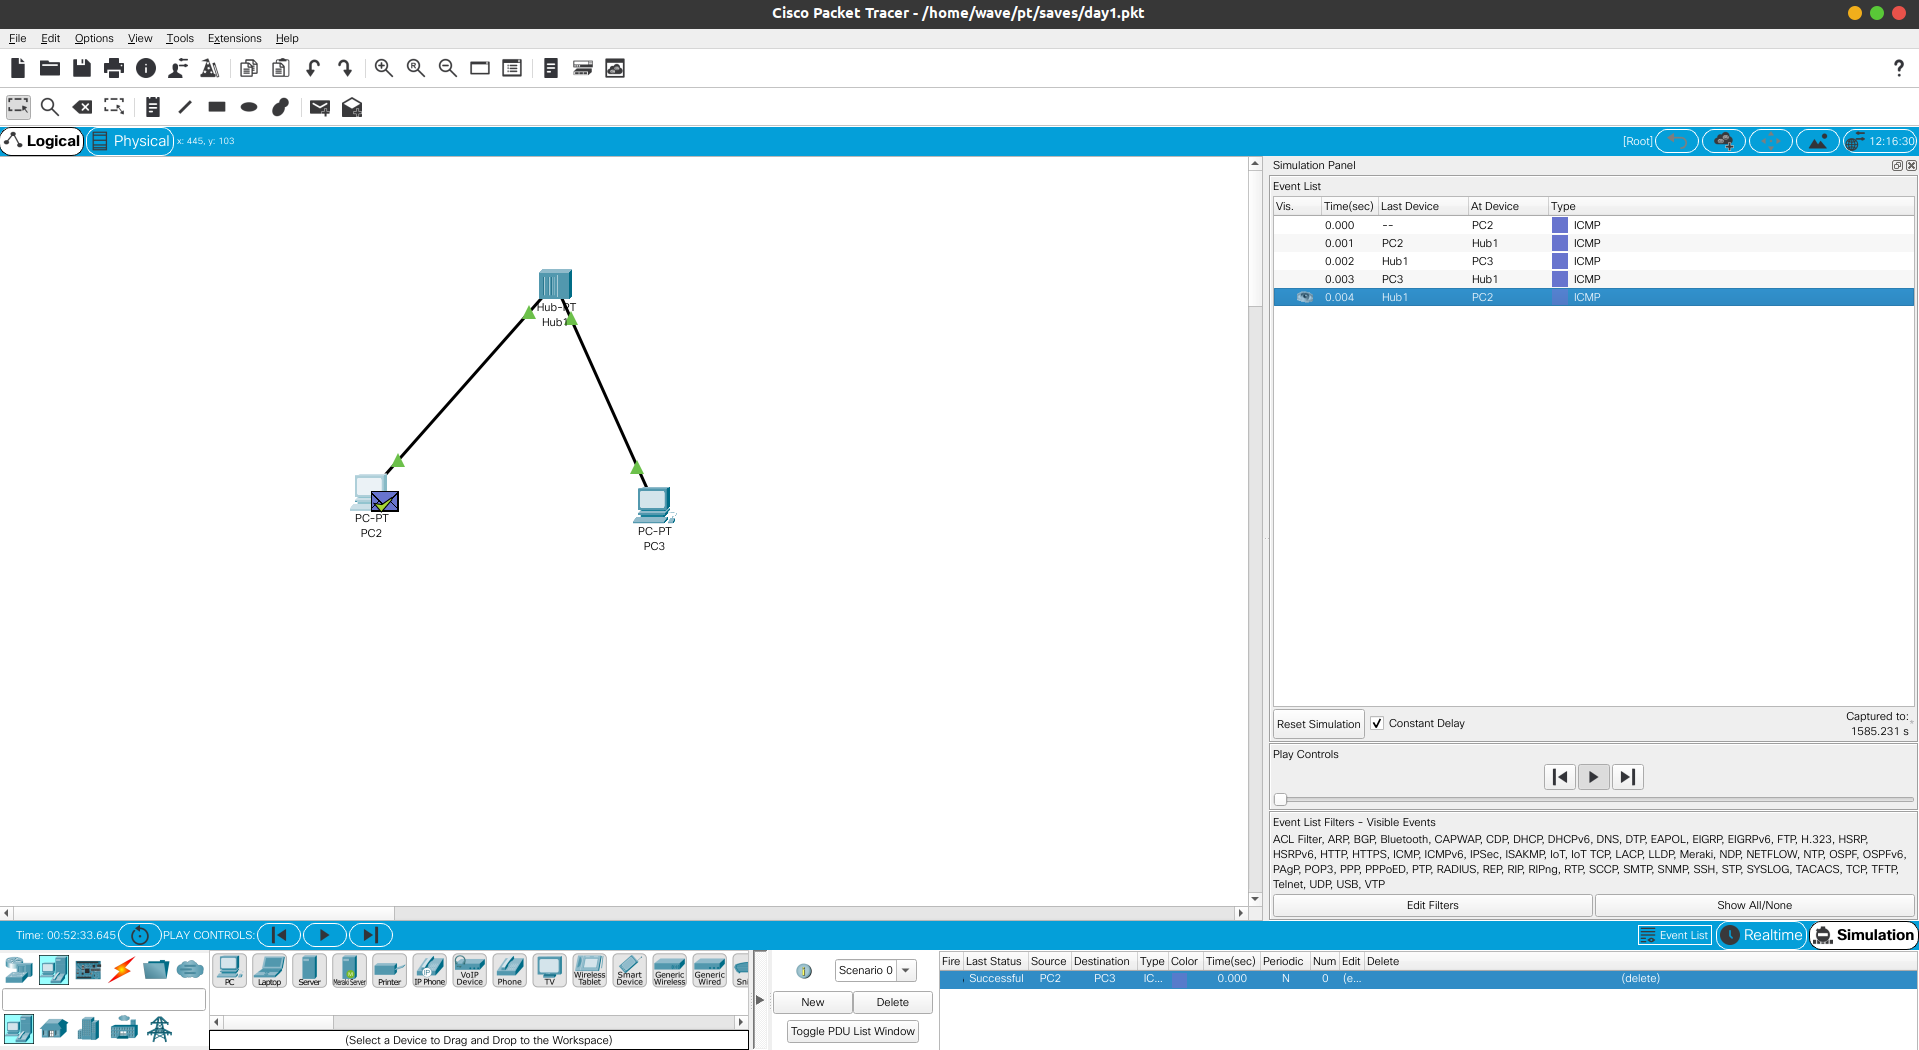 Cisco Packet Tracer - /home/wave/pt/saves/day1.pkt
File Edit Options View Tools Extensions Help
?
Logical Physical x: 445, y: 103 [Root] 12:16:30
Simulation Panel
Event List
Vis. Time(sec) Last Device At Device Type
0.000 -- PC2 ICMP
0.001 PC2 Hub1 ICMP
0.002 Hub1 PC3 ICMP
0.003 PC3 Hub1 ICMP
0.004 Hub1 PC2 ICMP
Hub-PT
Hub1
PC-PT
PC2
PC-PT
PC3
Reset Simulation Constant Delay
Captured to:
1585.231 s
Play Controls
Event List Filters - Visible Events
ACL Filter, ARP, BGP, Bluetooth, CAPWAP, CDP, DHCP, DHCPv6, DNS, DTP, EAPOL, EIGRP, EIGRPv6, FTP, H.323, HSRP,
HSRPv6, HTTP, HTTPS, ICMP, ICMPv6, IPSec, ISAKMP, IoT, IoT TCP, LACP, LLDP, Meraki, NDP, NETFLOW, NTP, OSPF, OSPFv6,
PAgP, POP3, PPP, PPPoED, PTP, RADIUS, REP, RIP, RIPng, RTP, SCCP, SMTP, SNMP, SSH, STP, SYSLOG, TACACS, TCP, TFTP,
Telnet, UDP, USB, VTP
Edit Filters Show All/None
Time: 00:52:33.645 PLAY CONTROLS: Event List Realtime Simulation
PC Laptop Server Meraki Server Printer IP Phone VoIP Device Phone TV Wireless Tablet Smart Device Generic Wireless Generic Wired
(Select a Device to Drag and Drop to the Workspace)
Scenario 0
New Delete
Toggle PDU List Window
Fire Last Status Source Destination Type Color Time(sec) Periodic Num Edit Delete
Successful PC2 PC3 IC... 0.000 N 0 (e... (delete)